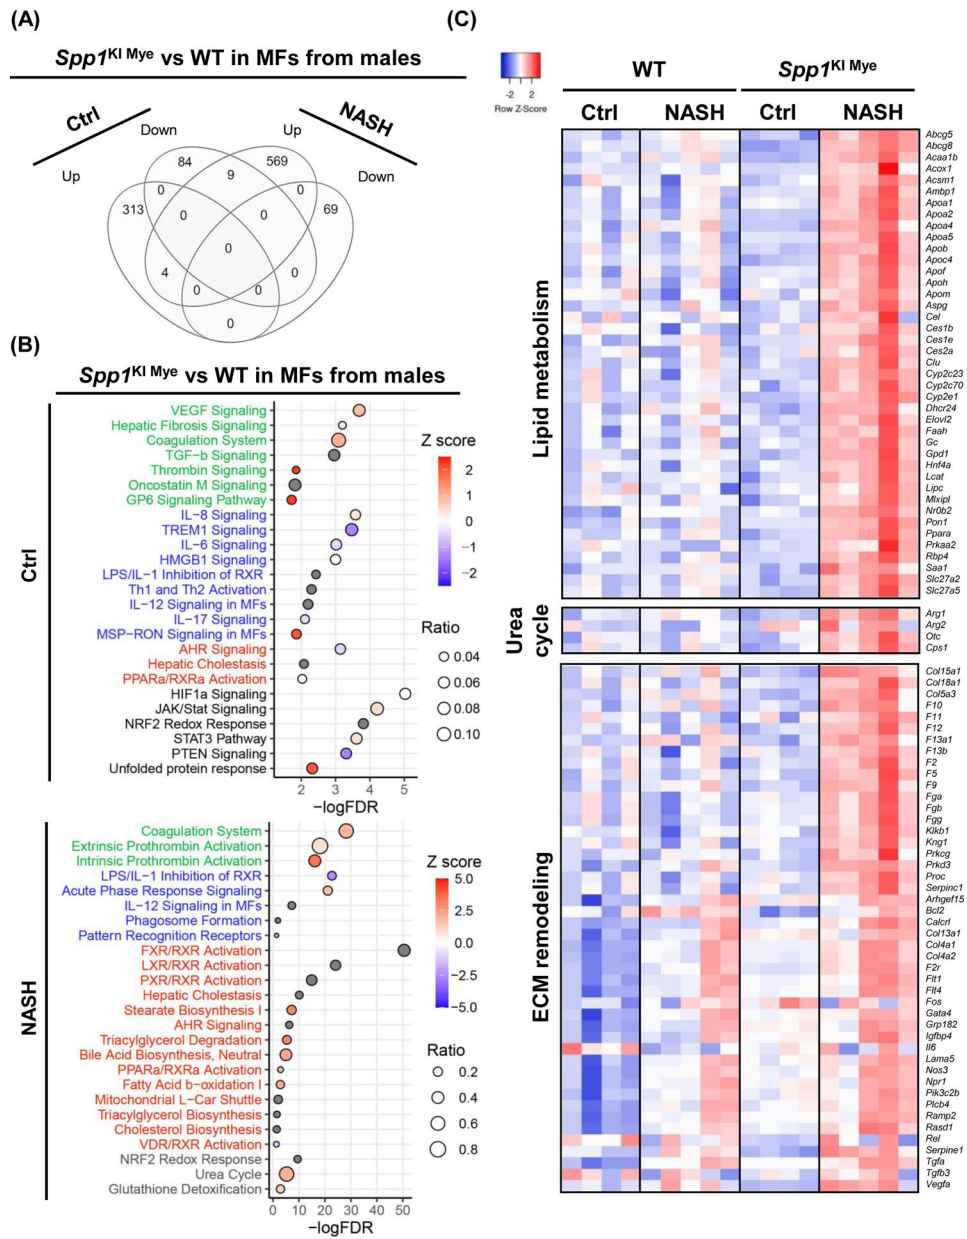 (A)
Spp1KI Mye vs WT in MFs from males
Ctrl
NASH
Down
Up
Up
Down
84
569
9
0
0
313
69
0
0
0
4
0
0
0
0
(B)
Spp1KI Mye vs WT in MFs from males
Ctrl
VEGF Signaling
Hepatic Fibrosis Signaling
Coagulation System
TGF−b Signaling
Thrombin Signaling
Oncostatin M Signaling
GP6 Signaling Pathway
IL−8 Signaling
TREM1 Signaling
IL−6 Signaling
HMGB1 Signaling
LPS/IL−1 Inhibition of RXR
Th1 and Th2 Activation
IL−12 Signaling in MFs
IL−17 Signaling
MSP−RON Signaling in MFs
AHR Signaling
Hepatic Cholestasis
PPARa/RXRa Activation
HIF1a Signaling
JAK/Stat Signaling
NRF2 Redox Response
STAT3 Pathway
PTEN Signaling
Unfolded protein response
2 3 4 5
−logFDR
Z score
2
1
0
−1
−2
Ratio
0.04
0.06
0.08
0.10
NASH
Coagulation System
Extrinsic Prothrombin Activation
Intrinsic Prothrombin Activation
LPS/IL−1 Inhibition of RXR
Acute Phase Response Signaling
IL−12 Signaling in MFs
Phagosome Formation
Pattern Recognition Receptors
FXR/RXR Activation
LXR/RXR Activation
PXR/RXR Activation
Hepatic Cholestasis
Stearate Biosynthesis I
AHR Signaling
Triacylglycerol Degradation
Bile Acid Biosynthesis, Neutral
PPARa/RXRa Activation
Fatty Acid b−oxidation I
Mitochondrial L−Car Shuttle
Triacylglycerol Biosynthesis
Cholesterol Biosynthesis
VDR/RXR Activation
NRF2 Redox Response
Urea Cycle
Glutathione Detoxification
0 10 20 30 40 50
−logFDR
Z score
5.0
2.5
0.0
−2.5
−5.0
Ratio
0.2
0.4
0.6
0.8
(C)
-2 2
Row Z-Score
WT
Spp1KI Mye
Ctrl NASH Ctrl NASH
Lipid metabolism
Abcg5
Abcg8
Acaa1b
Acox1
Acsm1
Ambp1
Apoa1
Apoa2
Apoa4
Apoa5
Apob
Apoc4
Apof
Apoh
Apom
Aspg
Cel
Ces1b
Ces1e
Ces2a
Clu
Cyp2c23
Cyp2c70
Cyp2e1
Dhcr24
Elovl2
Faah
Gc
Gpd1
Hnf4a
Lcat
Lipc
Mlxipl
Nr0b2
Pon1
Ppara
Prkaa2
Rbp4
Saa1
Slc27a2
Slc27a5
Urea
cycle
Arg1
Arg2
Otc
Cps1
ECM remodeling
Col15a1
Col18a1
Col5a3
F10
F11
F12
F13a1
F13b
F2
F5
F9
Fga
Fgb
Fgg
Klkb1
Kng1
Prkcg
Prkd3
Proc
Serpinc1
Arhgef15
Bcl2
Calcrl
Col13a1
Col4a1
Col4a2
F2r
Flt1
Flt4
Fos
Gata4
Grp182
Igfbp4
Il6
Lama5
Nos3
Npr1
Pik3c2b
Plcb4
Ramp2
Rasd1
Rel
Serpine1
Tgfa
Tgfb3
Vegfa